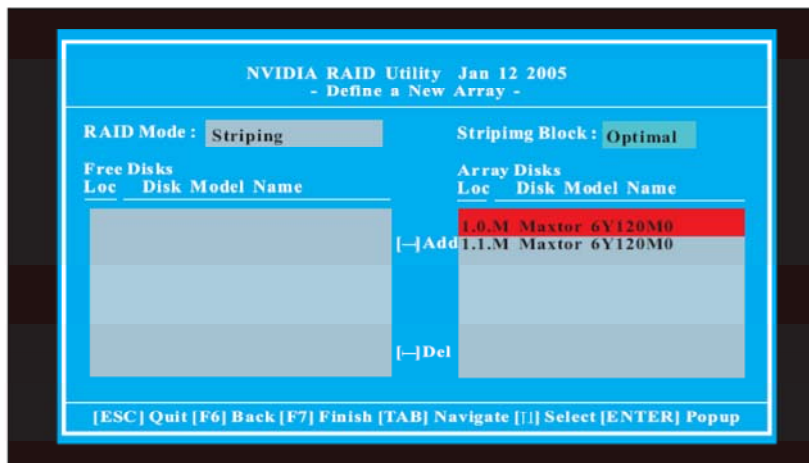 NVIDIA RAID Utility Jan 12 2005
- Define a New Array -
RAID Mode : Striping
Stripimg Block : Optimal
Free Disks
Loc Disk Model Name
Array Disks
Loc Disk Model Name
[—]Add
1.0.M Maxtor 6Y120M0
1.1.M Maxtor 6Y120M0
[—]Del
[ESC] Quit [F6] Back [F7] Finish [TAB] Navigate [↑↓] Select [ENTER] Popup